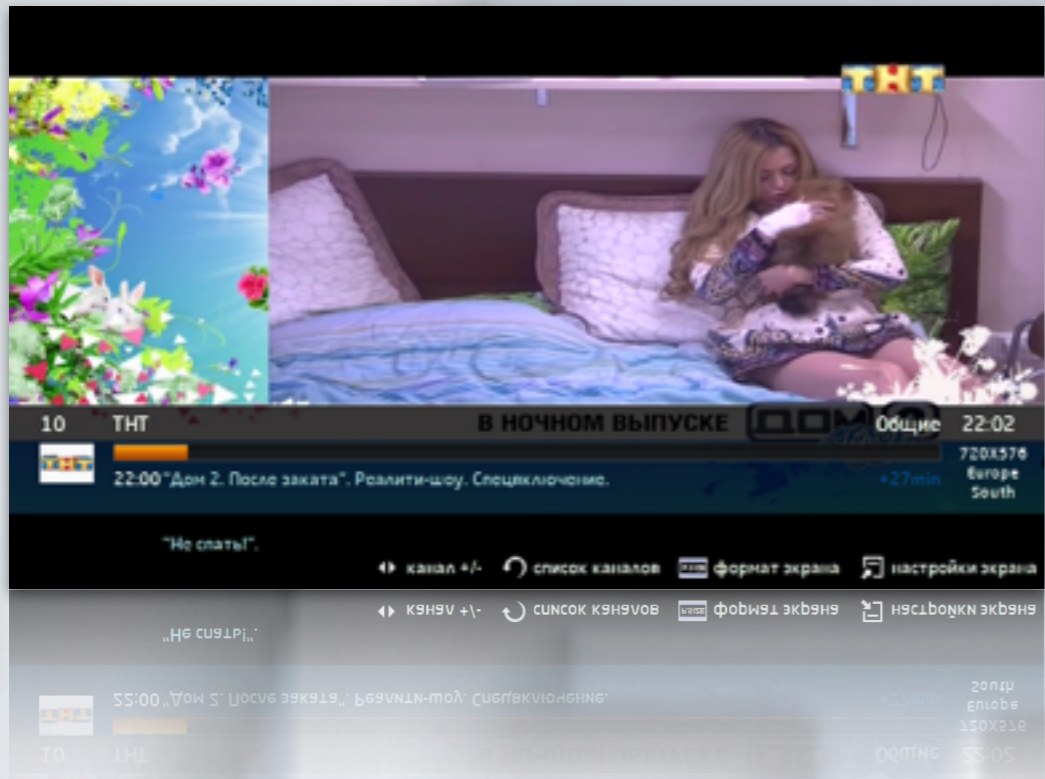 ТНТ
В НОЧНОМ ВЫПУСКЕ ДОМ 2
10 ТНТ Общие 22:02
ТНТ
720X576
22:00 "Дом 2. После заката". Реалити-шоу. Спецвключение. +27min Europe
South
"Не спать!".
канал +/- список каналов формат экрана настройки экрана